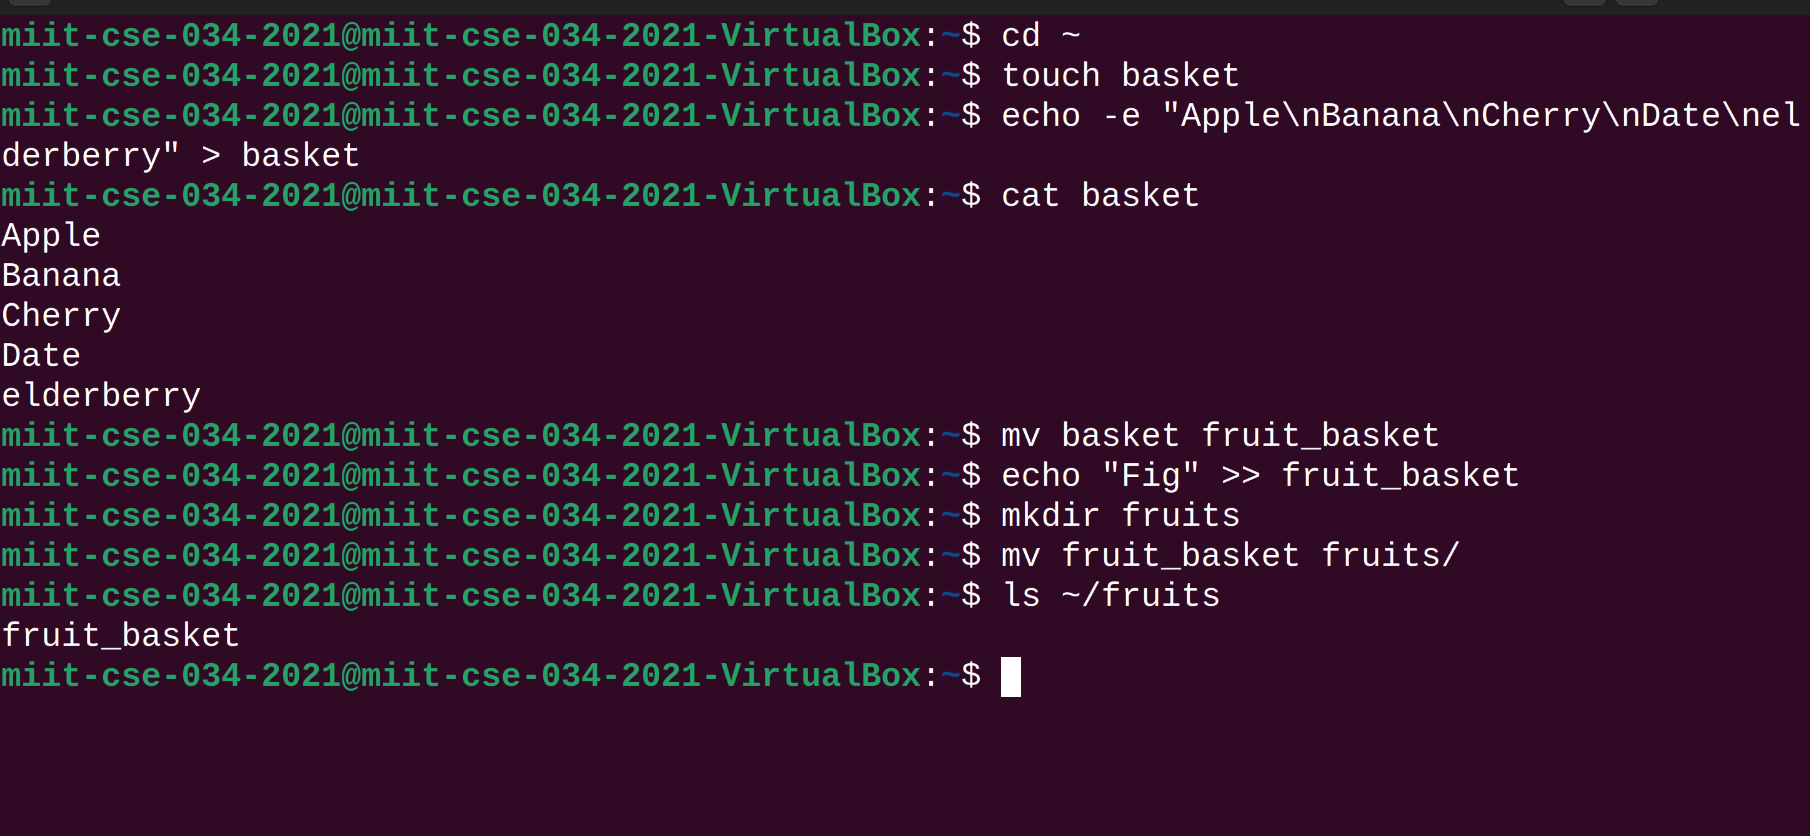 miit-cse-034-2021@miit-cse-034-2021-VirtualBox:~$ cd ~
miit-cse-034-2021@miit-cse-034-2021-VirtualBox:~$ touch basket
miit-cse-034-2021@miit-cse-034-2021-VirtualBox:~$ echo -e "Apple\nBanana\nCherry\nDate\nel
derberry" > basket
miit-cse-034-2021@miit-cse-034-2021-VirtualBox:~$ cat basket
Apple
Banana
Cherry
Date
elderberry
miit-cse-034-2021@miit-cse-034-2021-VirtualBox:~$ mv basket fruit_basket
miit-cse-034-2021@miit-cse-034-2021-VirtualBox:~$ echo "Fig" >> fruit_basket
miit-cse-034-2021@miit-cse-034-2021-VirtualBox:~$ mkdir fruits
miit-cse-034-2021@miit-cse-034-2021-VirtualBox:~$ mv fruit_basket fruits/
miit-cse-034-2021@miit-cse-034-2021-VirtualBox:~$ ls ~/fruits
fruit_basket
miit-cse-034-2021@miit-cse-034-2021-VirtualBox:~$